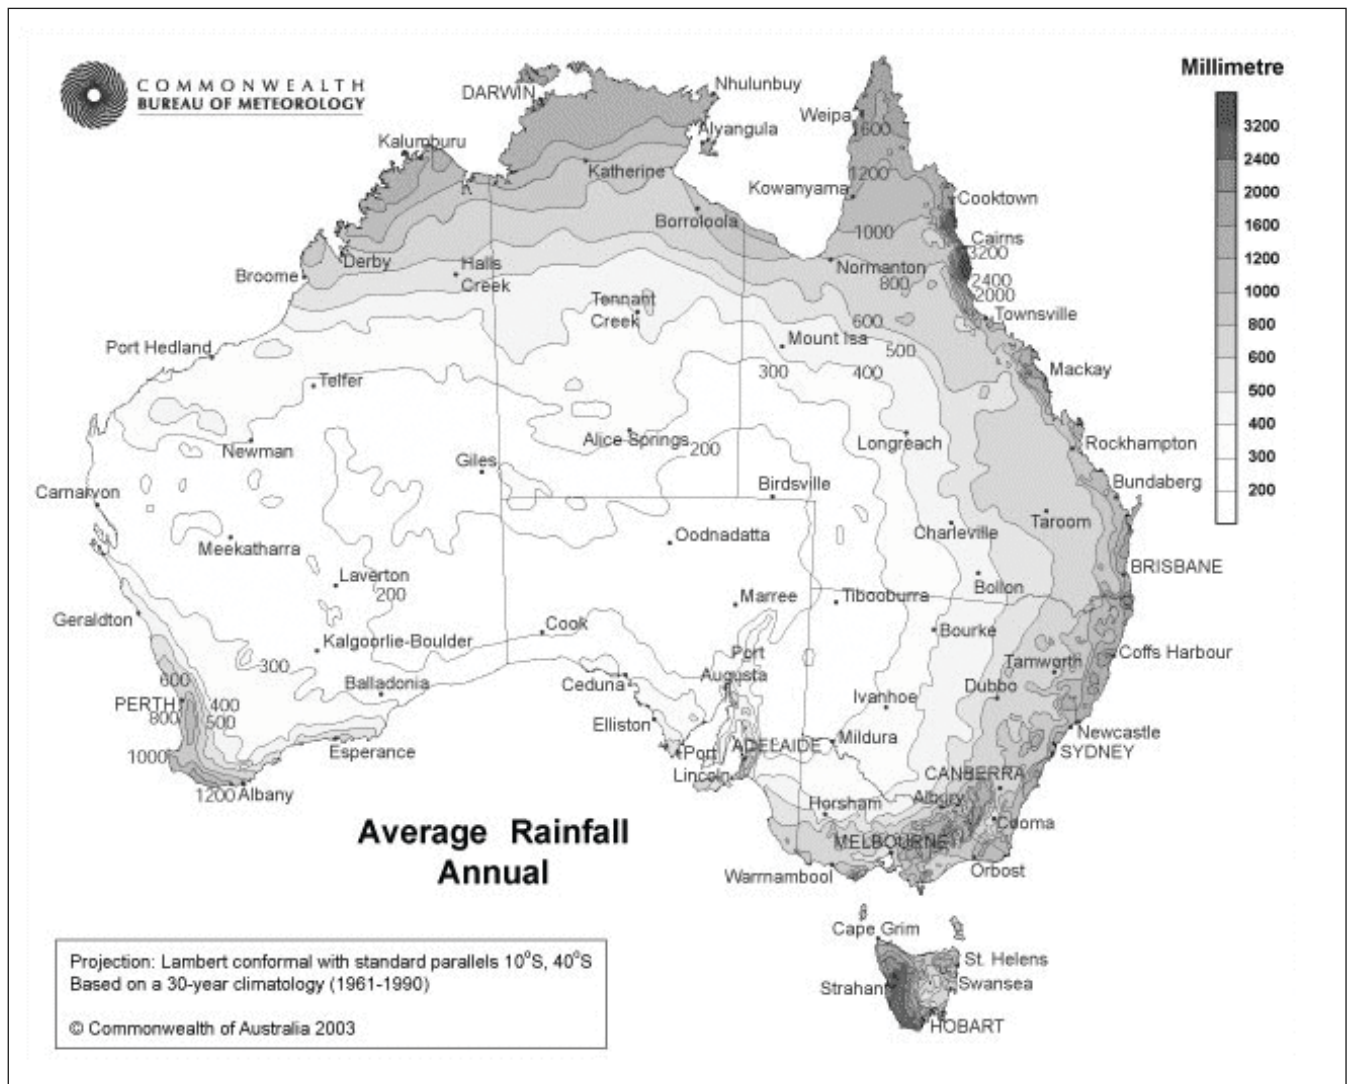 COMMONWEALTH
BUREAU OF METEOROLOGY
Millimetre
3200
2400
2000
1600
1200
1000
800
600
500
400
300
200
DARWIN
Nhulunbuy
Weipa
Alyangula
1600
Kalumburu
Katherine
1200
Kowanyama
Cooktown
Borroloola
1000
Cairns
3200
Derby
Halls
Creek
Broome
Normanton
800
2400
2000
Tennant
Creek
600
Townsville
Mount Isa
500
Port Hedland
300
400
Mackay
Telfer
Newman
Alice Springs
200
Longreach
Rockhampton
Giles
Birdsville
Bundaberg
Carnarvon
Oodnadatta
Charleville
Taroom
Meekatharra
Laverton
200
BRISBANE
Bollon
Marree
Tibooburra
Geraldton
Cook
Bourke
Kalgoorlie-Boulder
300
Port
Augusta
Tamworth
Coffs Harbour
600
Balladonia
Ceduna
Ivanhoe
Dubbo
PERTH
400
800
500
Elliston
Newcastle
1000
Esperance
Port
Lincoln
ADELAIDE
Mildura
SYDNEY
CANBERRA
1200
Albany
Horsham
Albury
Cooma
Average Rainfall
Annual
MELBOURNE
Warrnambool
Orbost
Cape Grim
St. Helens
Strahan
Swansea
HOBART
Projection: Lambert conformal with standard parallels 10°S, 40°S
Based on a 30-year climatology (1961-1990)
© Commonwealth of Australia 2003